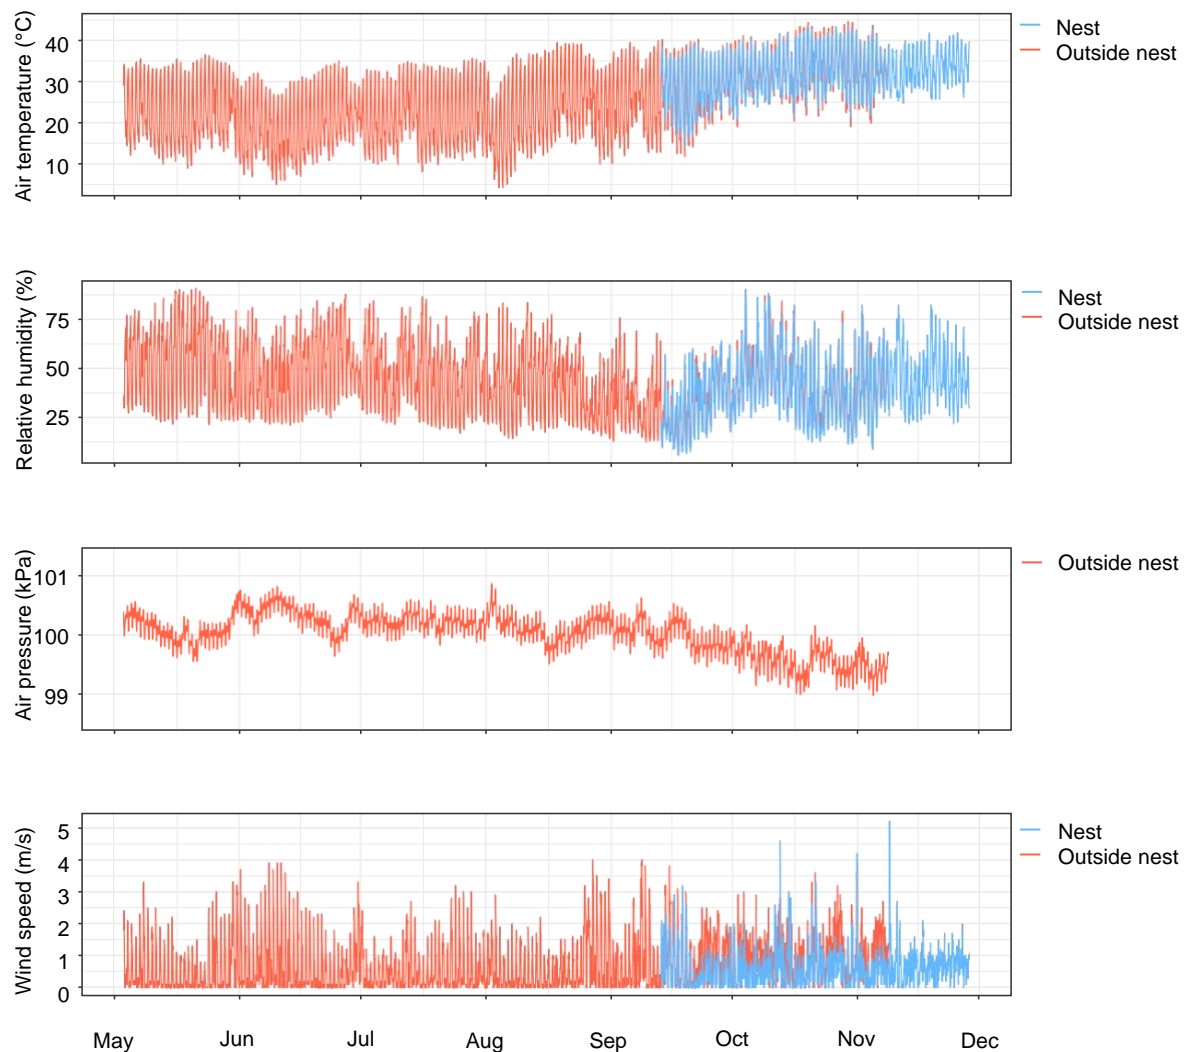 Air temperature (°C)
40
30
20
10
Nest
Outside nest
Relative humidity (%)
75
50
25
Nest
Outside nest
Air pressure (kPa)
101
100
99
Outside nest
Wind speed (m/s)
5
4
3
2
1
0
Nest
Outside nest
May Jun Jul Aug Sep Oct Nov Dec